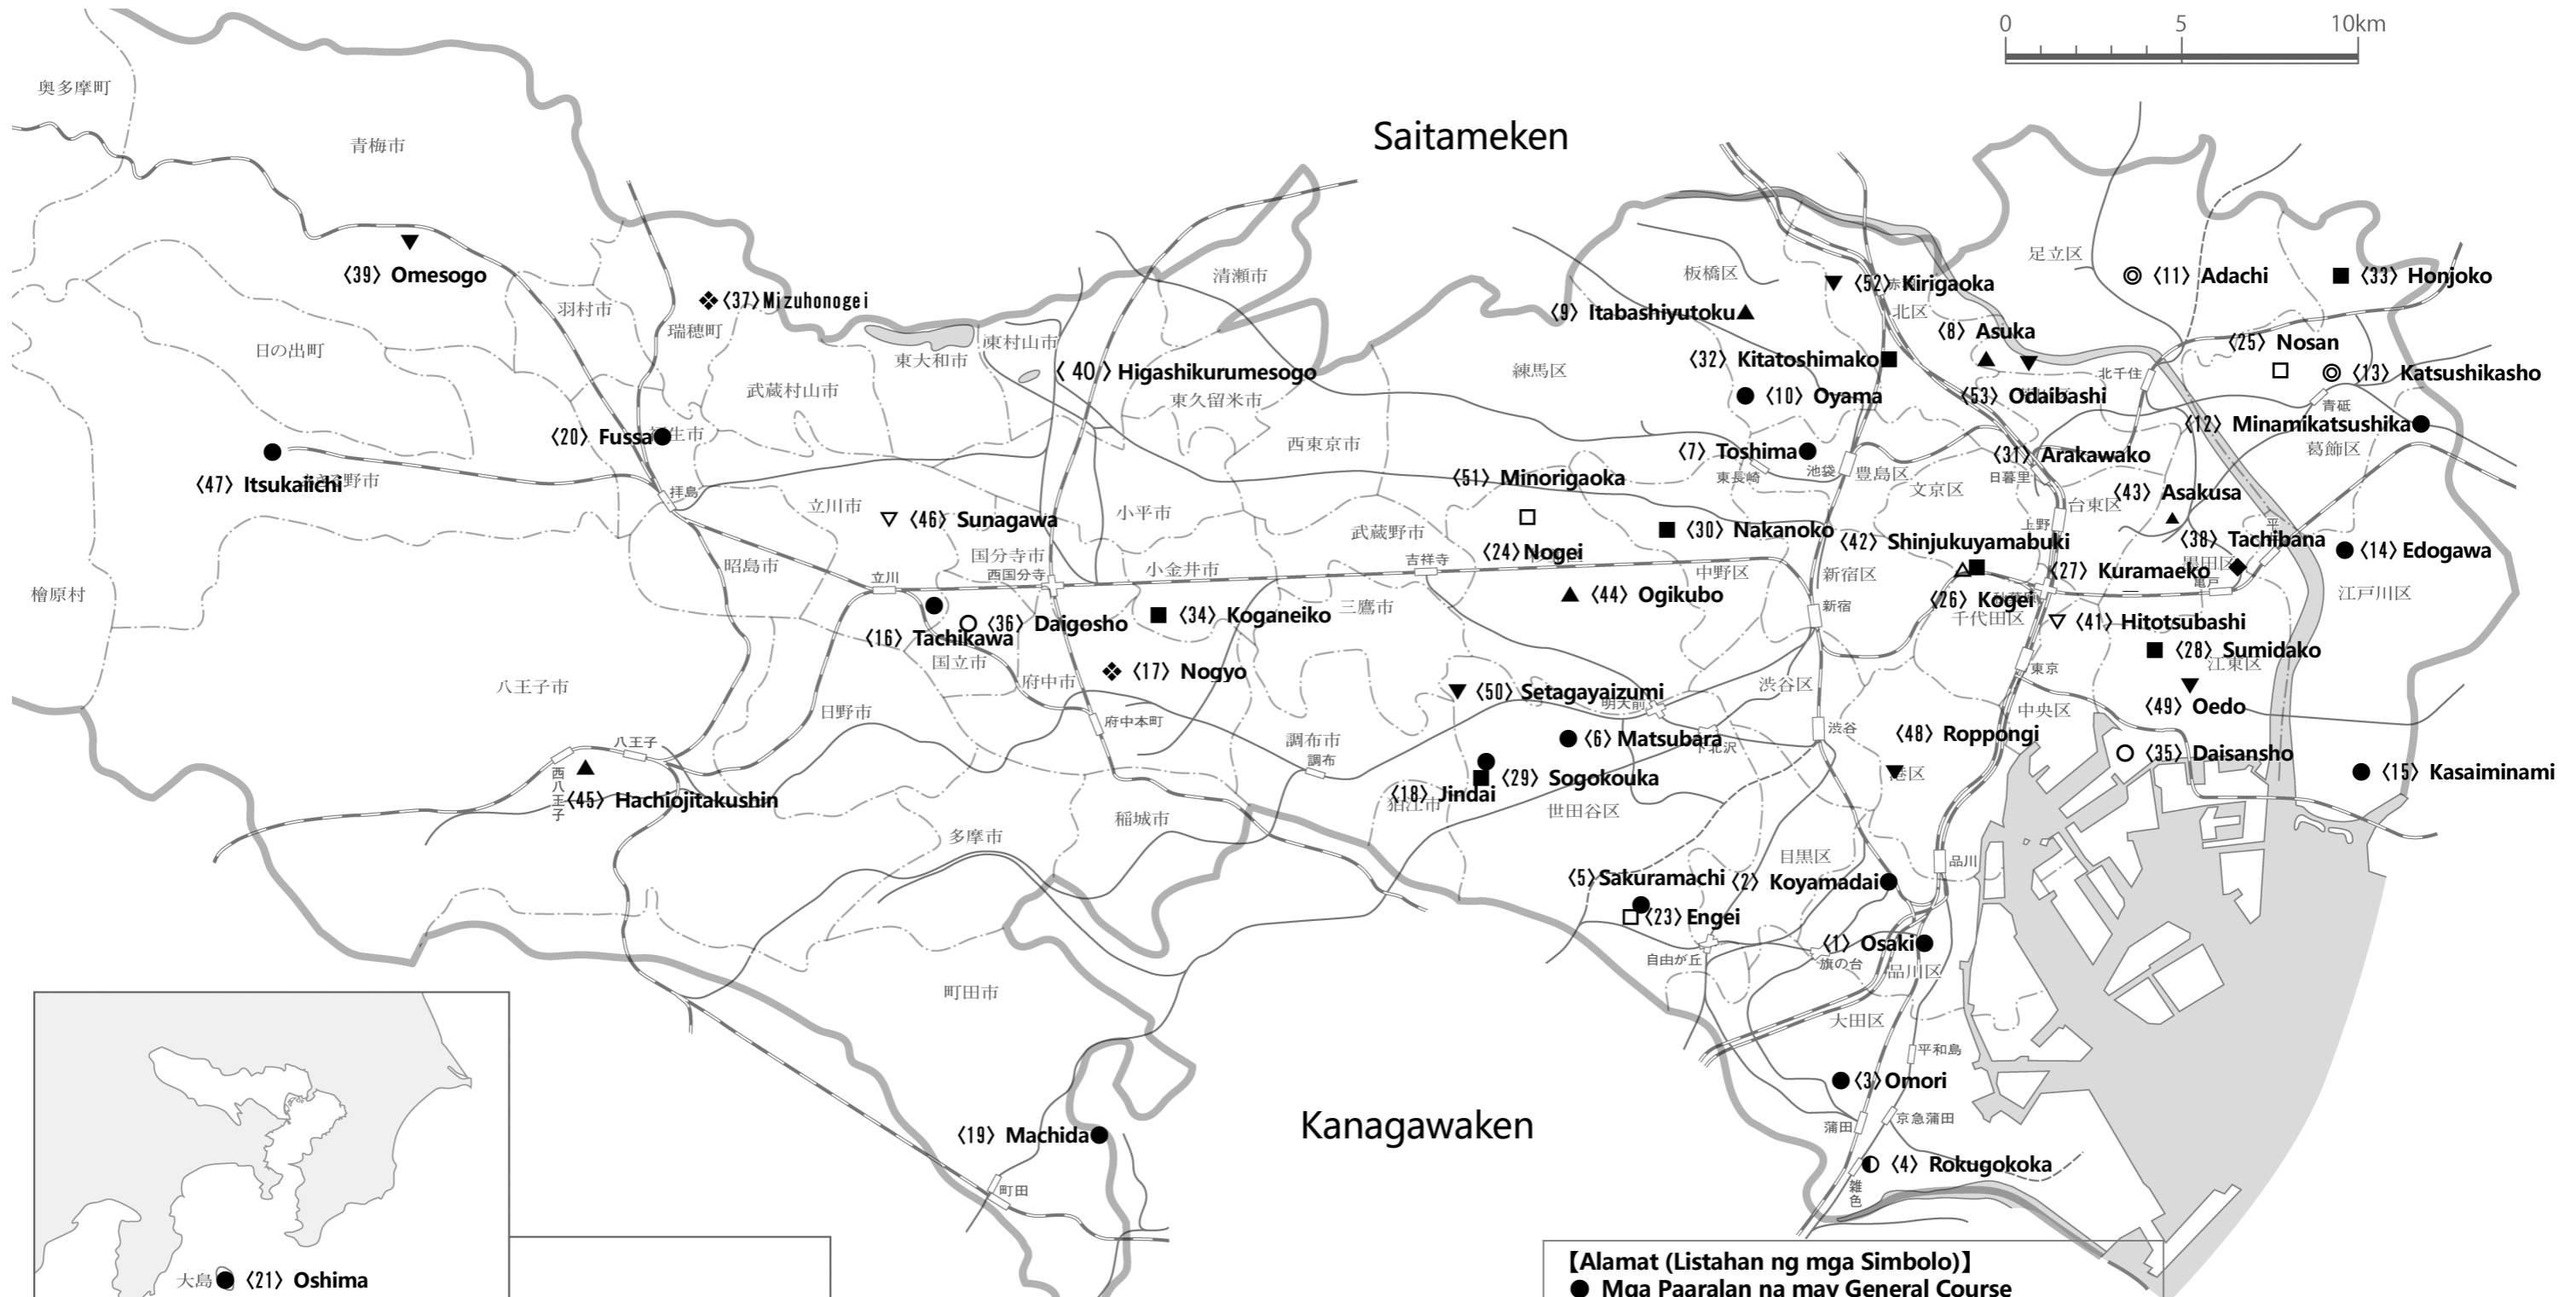 0 5 10km
Saitameken
奥多摩町
青梅市
清瀬市
板橋区
足立区
〈39〉 Omesogo
〈37〉Mizuhonogei
羽村市
瑞穂町
〈52〉 Kirigaoka
北区
〈11〉 Adachi
〈33〉 Honjoko
〈9〉 Itabashiyutoku
〈8〉 Asuka
〈25〉 Nosan
日の出町
東大和市
東村山市
〈32〉 Kitatoshimako
練馬区
〈40〉 Higashikurumesogo
東久留米市
武蔵村山市
〈10〉 Oyama
〈53〉 Odaibashi
北千住
〈13〉 Katsushikasho
青砥
〈12〉 Minamikatsushika
葛飾区
〈20〉 Fussa
西東京市
〈7〉 Toshima
東長崎
池袋
豊島区
〈31〉 Arakawako
日暮里
〈47〉 Itsukaiichi
拝島
立川市
〈46〉 Sunagawa
小平市
〈51〉 Minorigaoka
文京区
〈43〉 Asakusa
台東区
上野
武蔵野市
〈30〉 Nakanoko
〈24〉Nogei
〈42〉 Shinjukuyamabuki
〈38〉 Tachibana
〈14〉 Edogawa
昭島市
国分寺市
西国分寺
立川
小金井市
吉祥寺
中野区
新宿区
〈27〉 Kuramaeko
亀戸
檜原村
江戸川区
三鷹市
〈44〉 Ogikubo
新宿
〈26〉 Kogei
千代田区
〈36〉 Daigosho
〈34〉 Koganeiko
〈16〉 Tachikawa
〈41〉 Hitotsubashi
〈28〉 Sumidako
江東区
国立市
〈17〉 Nogyo
府中市
東京
八王子市
〈50〉 Setagayaizumi
明大前
渋谷区
〈49〉 Oedo
中央区
日野市
府中本町
調布市
調布
〈6〉 Matsubara
下北沢
渋谷
〈48〉 Roppongi
〈35〉 Daisansho
八王子
西八王子
〈45〉 Hachiojitakushin
〈29〉 Sogokouka
〈18〉 Jindai
狛江市
港区
〈15〉 Kasaiminami
世田谷区
稲城市
多摩市
目黒区
品川
〈5〉Sakuramachi
〈2〉 Koyamadai
〈23〉Engei
〈1〉 Osaki
自由が丘
旗の台
品川区
町田市
大田区
平和島
〈3〉Omori
蒲田
京急蒲田
Kanagawaken
〈19〉 Machida
町田
〈4〉 Rokugokoka
雑色
大島 〈21〉 Oshima
【Alamat (Listahan ng mga Simbolo)】
● Mga Paaralan na may General Course